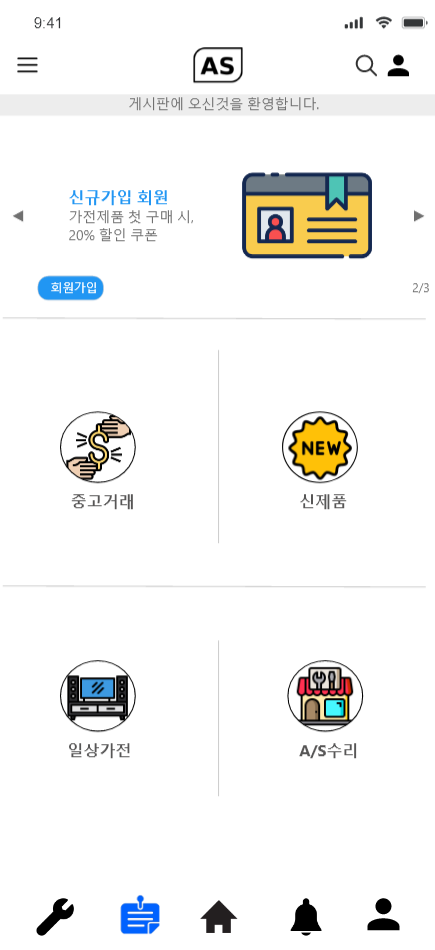 9:41
AS
게시판에 오신것을 환영합니다.
신규가입 회원
가전제품 첫 구매 시,
20% 할인 쿠폰
회원가입
2/3
NEW
중고거래
신제품
일상가전
A/S수리